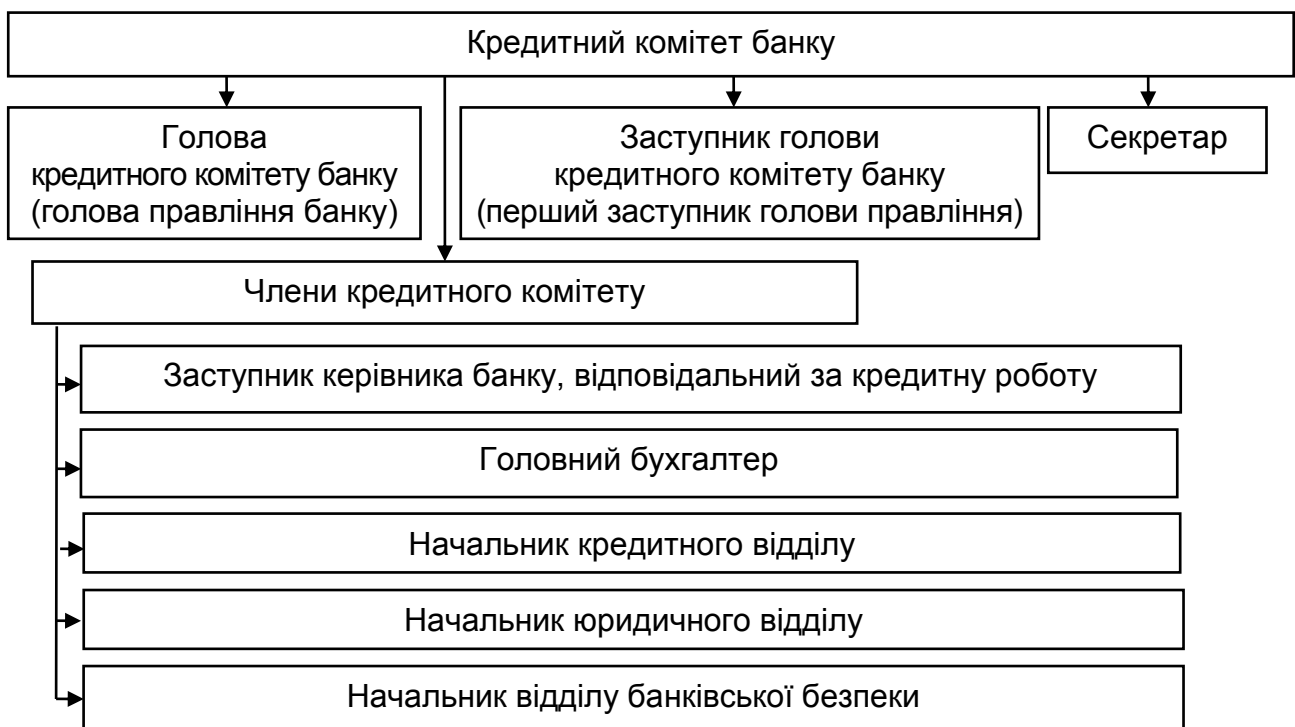 Кредитний комітет банку
Голова
кредитного комітету банку
(голова правління банку)
Заступник голови
кредитного комітету банку
(перший заступник голови правління)
Секретар
Члени кредитного комітету
Заступник керівника банку, відповідальний за кредитну роботу
Головний бухгалтер
Начальник кредитного відділу
Начальник юридичного відділу
Начальник відділу банківської безпеки